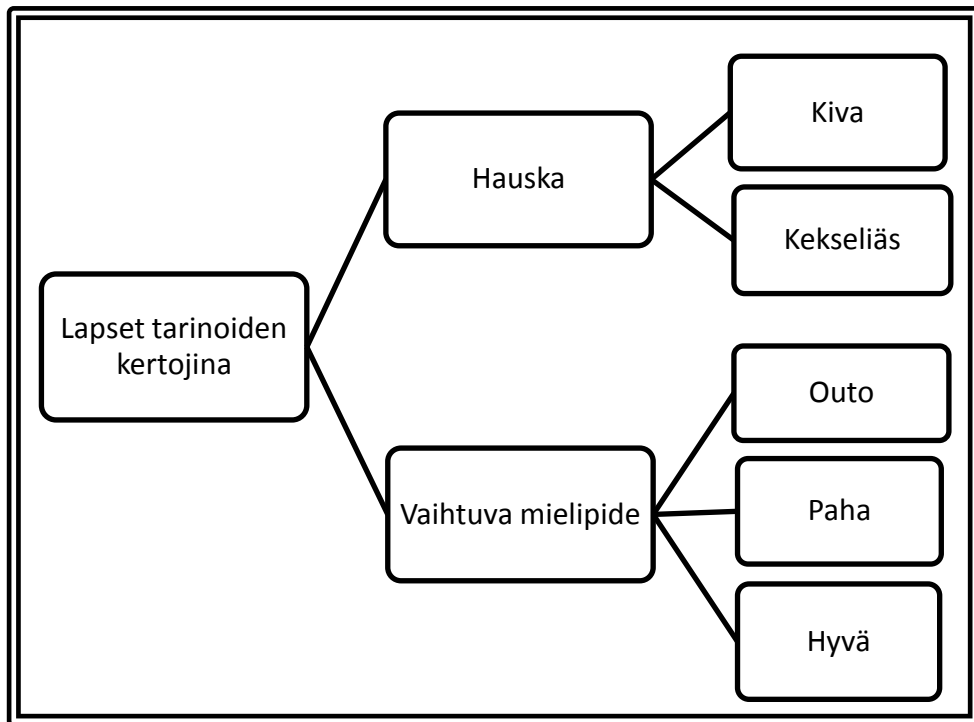 Lapset tarinoiden
kertojina
Hauska
Kiva
Kekseliäs
Vaihtuva mielipide
Outo
Paha
Hyvä